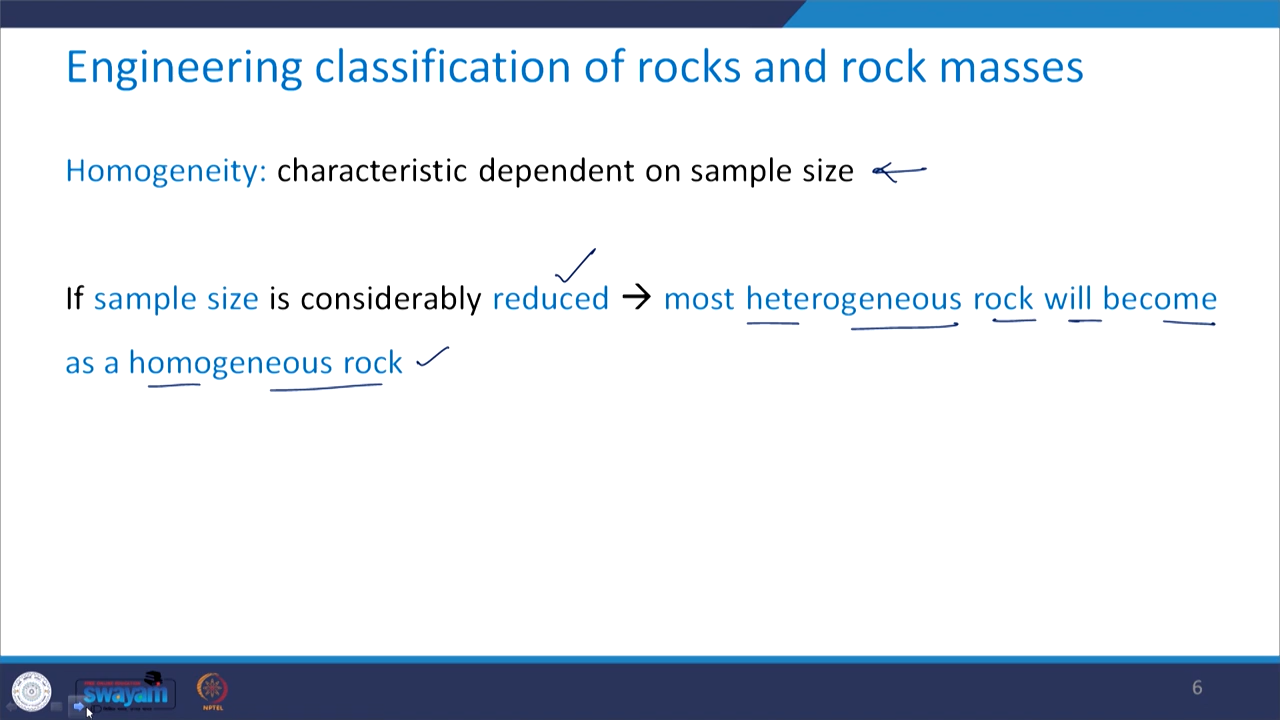 Engineering classification of rocks and rock masses
Homogeneity: characteristic dependent on sample size
If sample size is considerably reduced → most heterogeneous rock will become
as a homogeneous rock
swayam
NPTEL
6